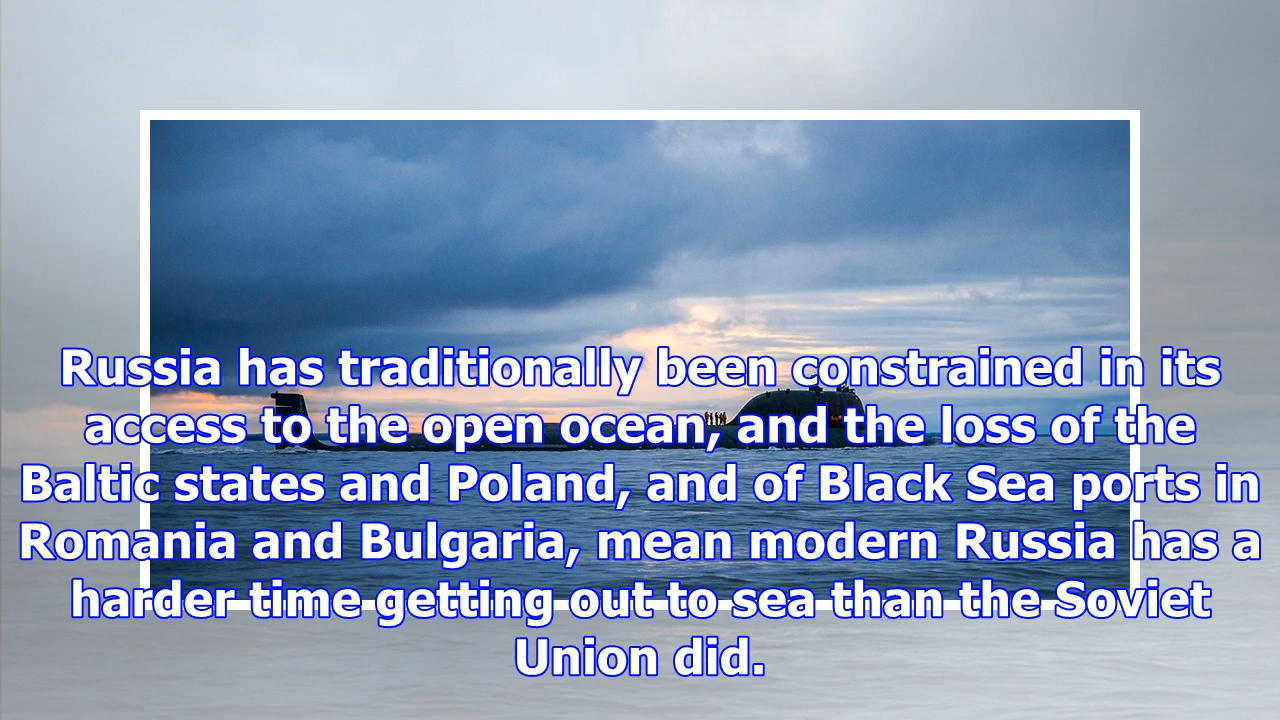 Russia has traditionally been constrained in its
access to the open ocean, and the loss of the
Baltic states and Poland, and of Black Sea ports in
Romania and Bulgaria, mean modern Russia has a
harder time getting out to sea than the Soviet
Union did.